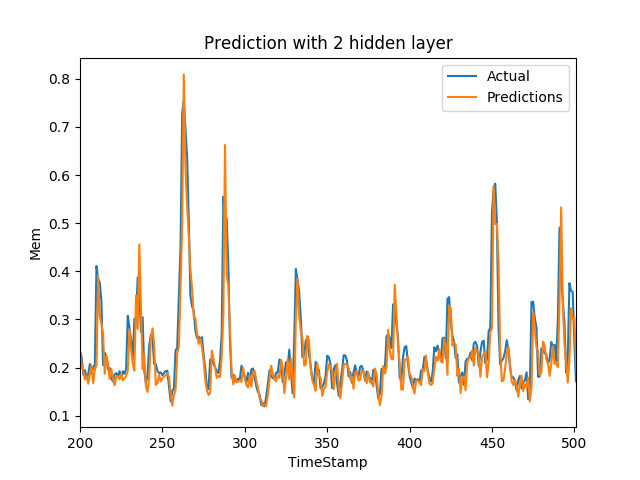 Prediction with 2 hidden layer
Actual
Predictions
Mem
0.8
0.7
0.6
0.5
0.4
0.3
0.2
0.1
200 250 300 350 400 450 500
TimeStamp